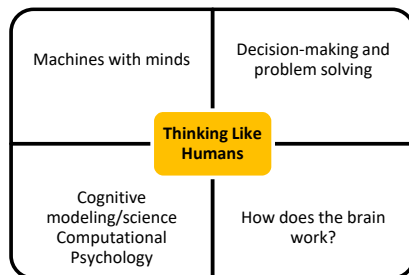 Machines with minds
Decision-making and
problem solving
Thinking Like
Humans
Cognitive
modeling/science
Computational
Psychology
How does the brain
work?